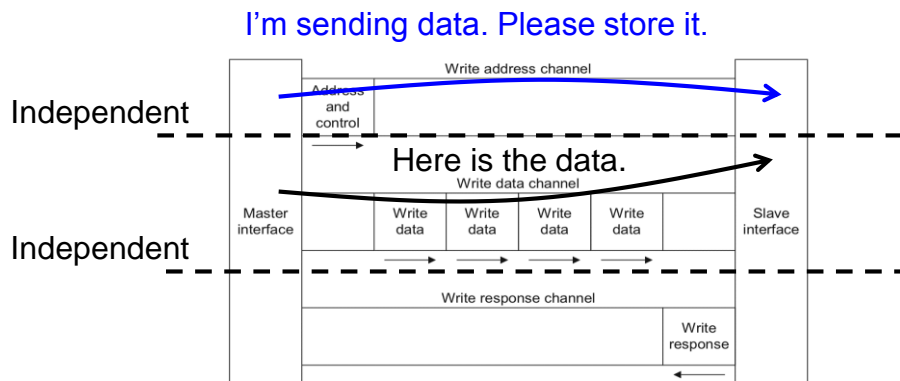 I'm sending data. Please store it.
Write address channel
Independent
Address
and
control
Here is the data.
Write data channel
Master
interface
Write
data
Write
data
Write
data
Write
data
Slave
interface
Independent
Write response channel
Write
response